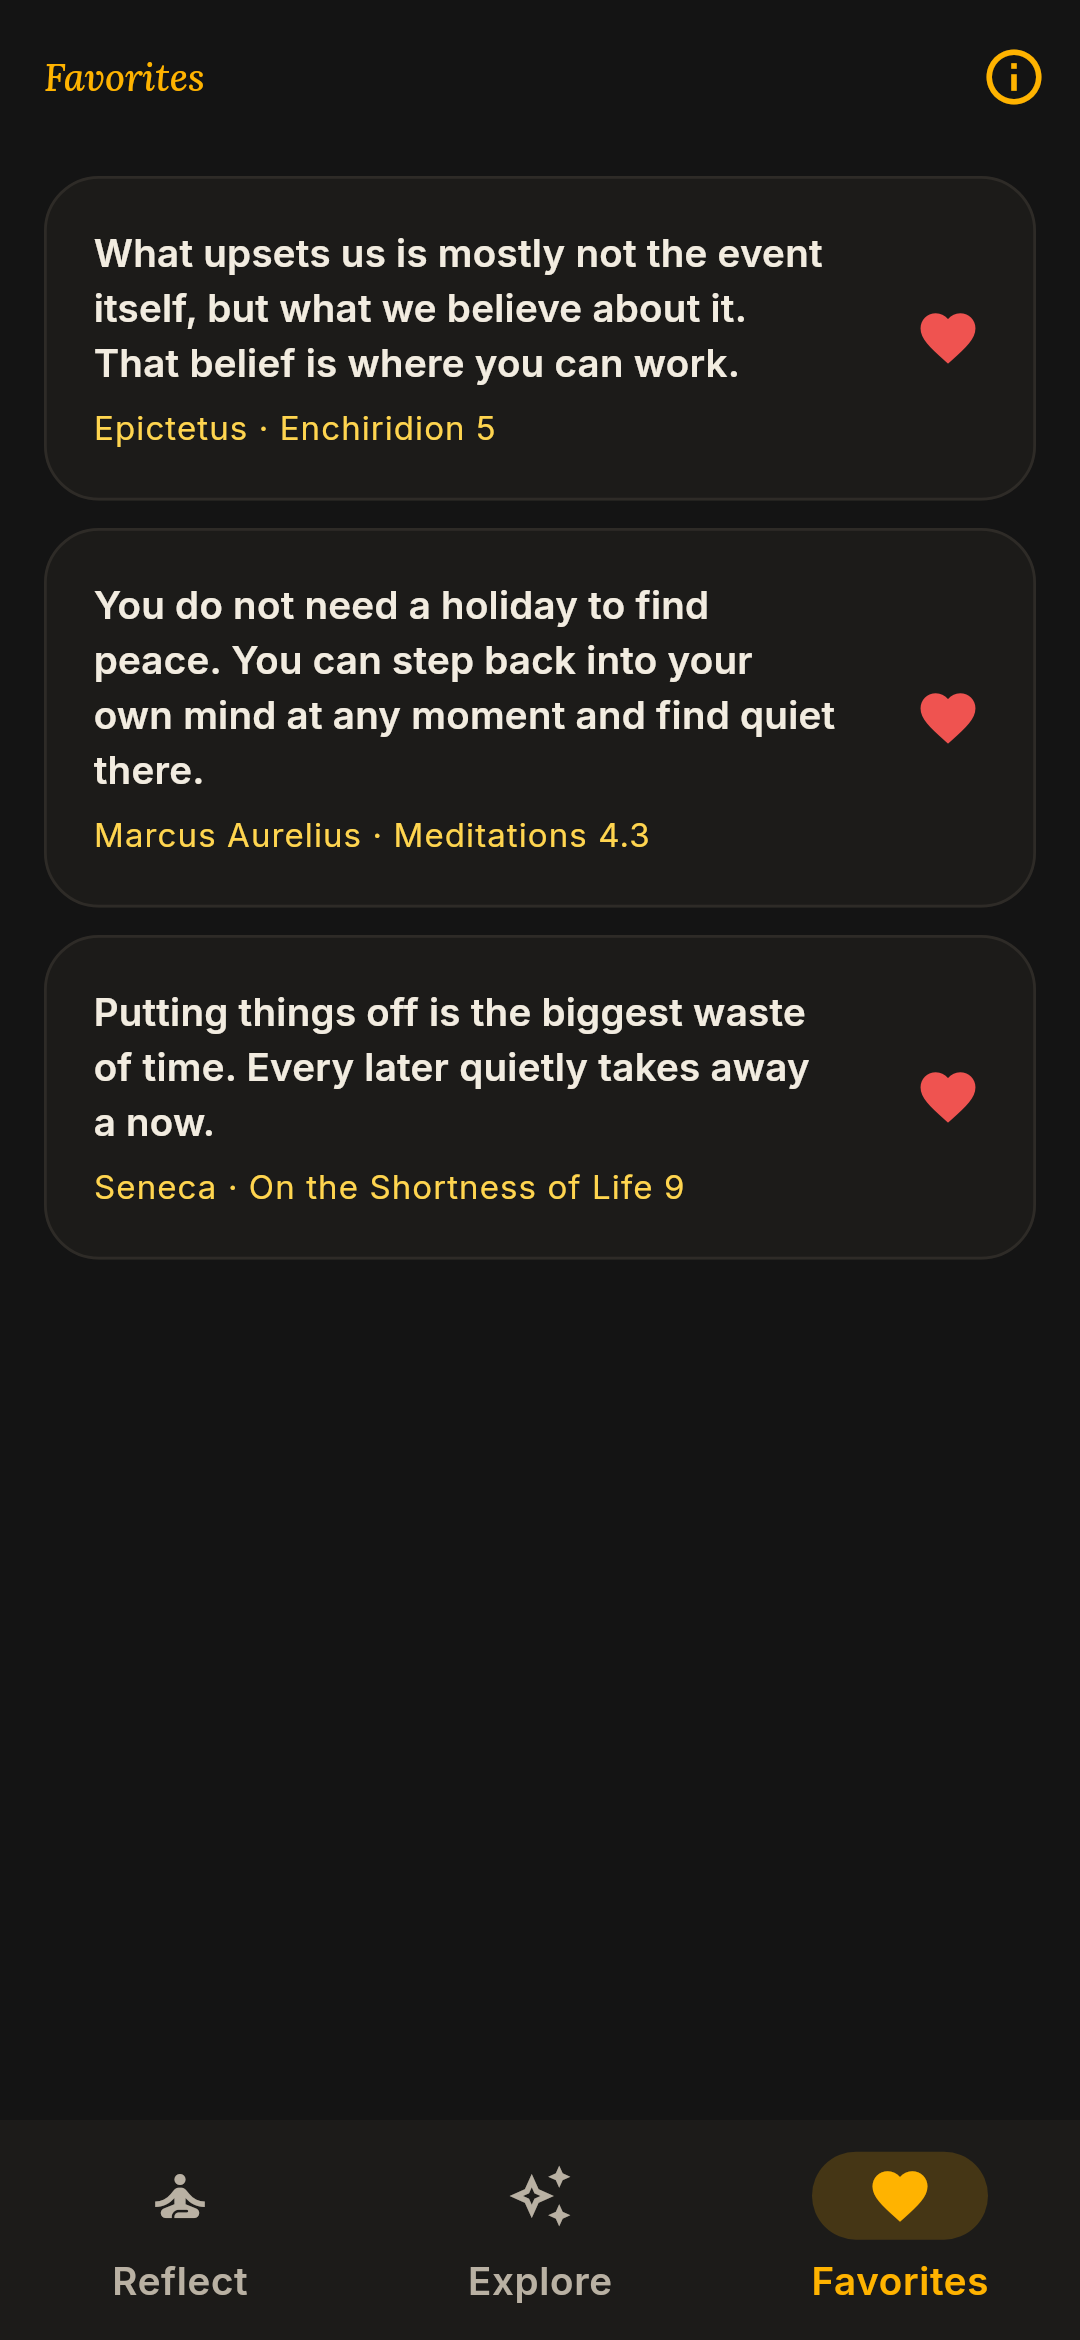 Favorites
What upsets us is mostly not the event
itself, but what we believe about it.
That belief is where you can work.
Epictetus · Enchiridion 5
You do not need a holiday to find
peace. You can step back into your
own mind at any moment and find quiet
there.
Marcus Aurelius · Meditations 4.3
Putting things off is the biggest waste
of time. Every later quietly takes away
a now.
Seneca · On the Shortness of Life 9
Reflect
Explore
Favorites